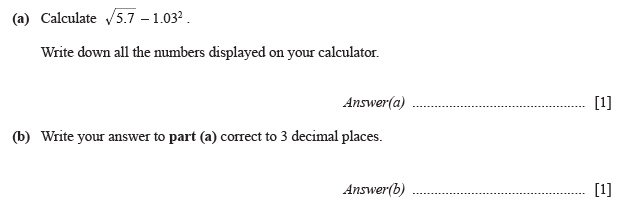 (a) Calculate √5.7 – 1.03² .
Write down all the numbers displayed on your calculator.
Answer(a) ................................................ [1]
(b) Write your answer to part (a) correct to 3 decimal places.
Answer(b) ................................................ [1]